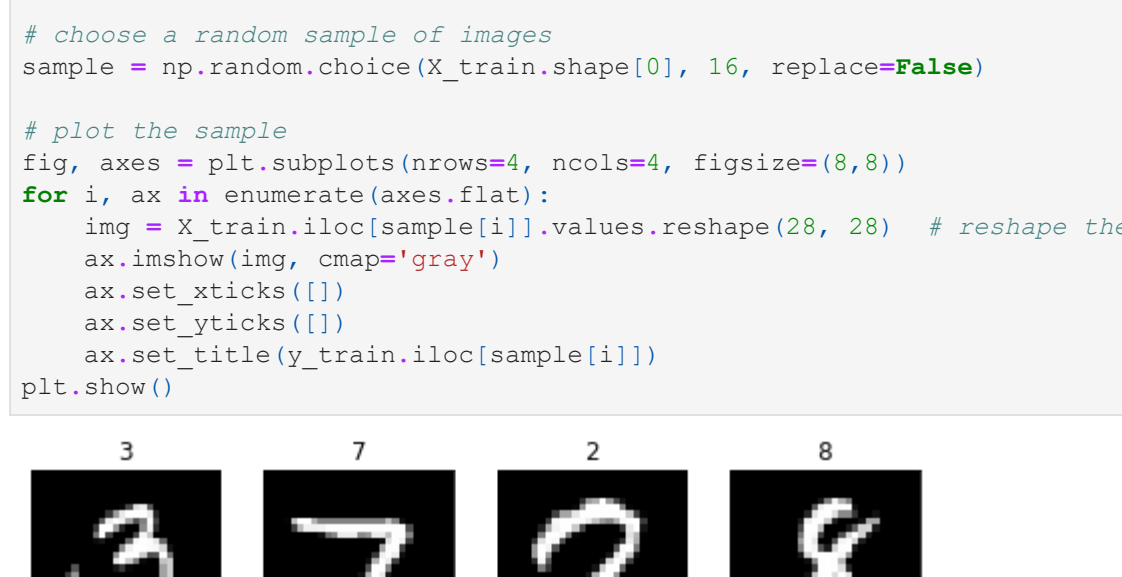 # choose a random sample of images
sample = np.random.choice(X_train.shape[0], 16, replace=False)
# plot the sample
fig, axes = plt.subplots(nrows=4, ncols=4, figsize=(8,8))
for i, ax in enumerate(axes.flat):
    img = X_train.iloc[sample[i]].values.reshape(28, 28)  # reshape the
    ax.imshow(img, cmap='gray')
    ax.set_xticks([])
    ax.set_yticks([])
    ax.set_title(y_train.iloc[sample[i]])
plt.show()
3 7 2 8